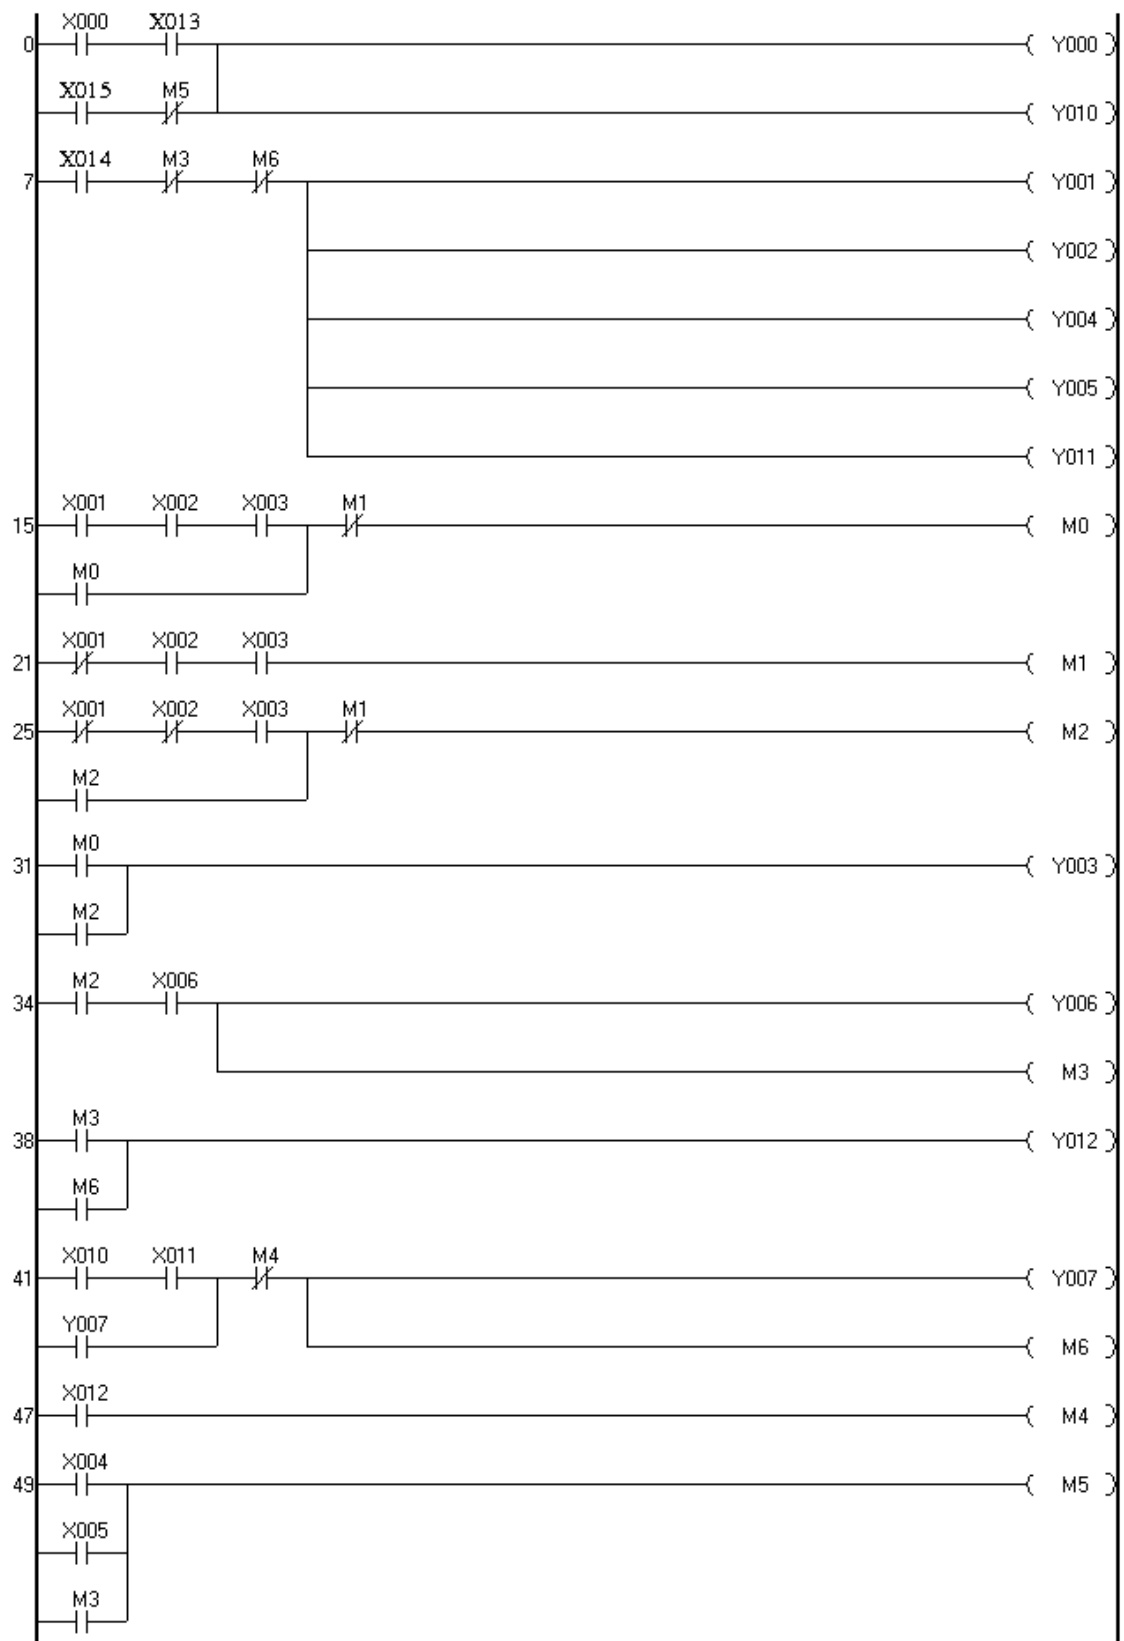 X000 X013
0 Y000
X015 M5
Y010
X014 M3 M6
7 Y001
Y002
Y004
Y005
Y011
X001 X002 X003 M1
15 M0
M0
X001 X002 X003
21 M1
X001 X002 X003 M1
25 M2
M2
M0
31 Y003
M2
M2 X006
34 Y006
M3
M3
38 Y012
M6
X010 X011 M4
41 Y007
Y007
M6
X012
47 M4
X004
49 M5
X005
M3